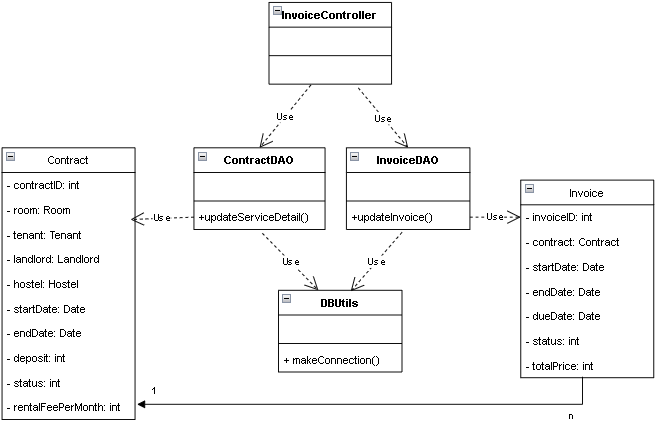 InvoiceController
Use
Use
Contract
- contractID: int
- room: Room
- tenant: Tenant
- landlord: Landlord
- hostel: Hostel
- startDate: Date
- endDate: Date
- deposit: int
- status: int
- rentalFeePerMonth: int
ContractDAO
+updateServiceDetail()
InvoiceDAO
+updateInvoice()
Use
Use
Invoice
- invoiceID: int
- contract: Contract
- startDate: Date
- endDate: Date
- dueDate: Date
- status: int
- totalPrice: int
Use
Use
DBUtils
+ makeConnection()
1
n